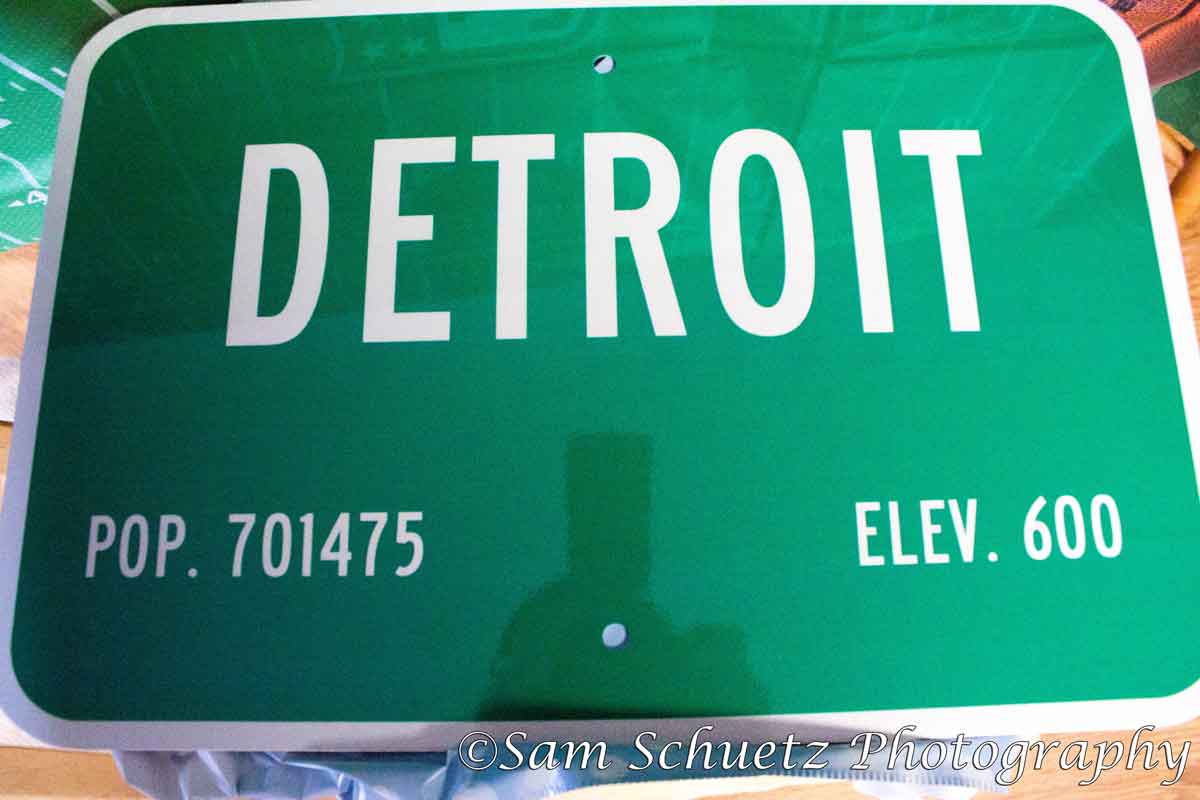 DETROIT
POP. 701475 ELEV. 600
©Sam Schuetz Photography